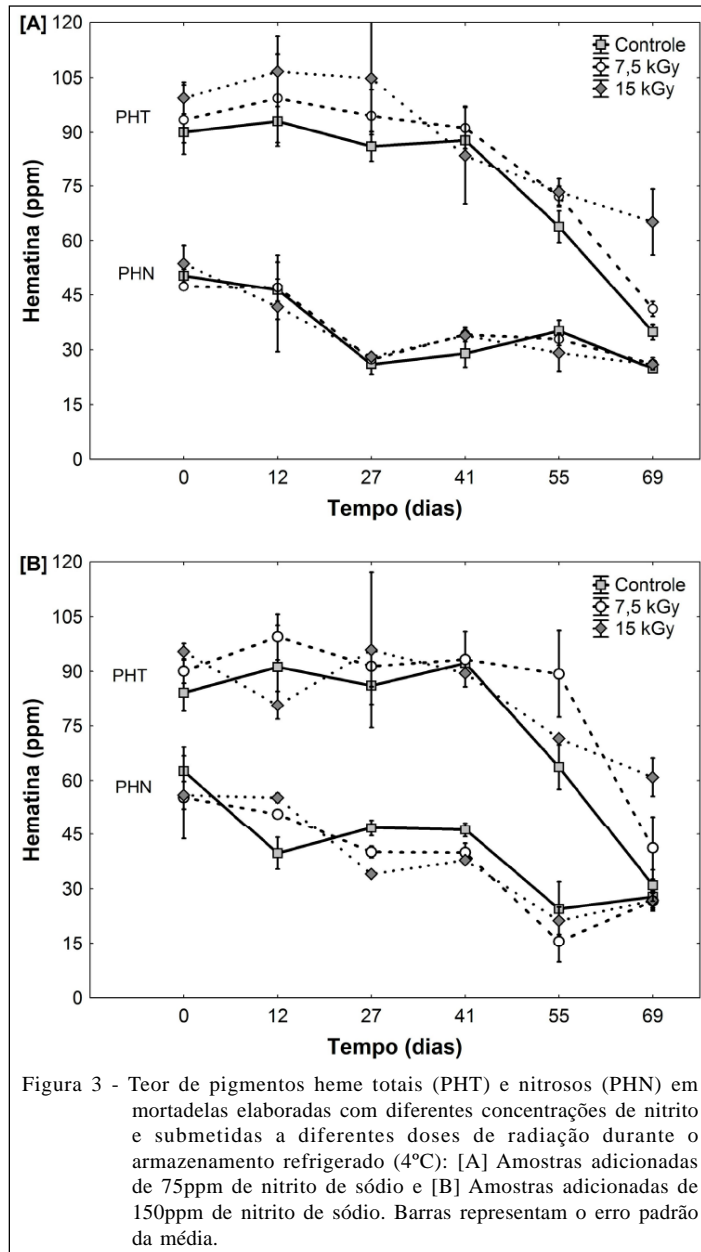 [A]
120
105
90
75
60
45
30
15
0
Hematina (ppm)
PHT
PHN
Controle
7,5 kGy
15 kGy
0 12 27 41 55 69
Tempo (dias)
[B]
120
105
90
75
60
45
30
15
0
Hematina (ppm)
PHT
PHN
Controle
7,5 kGy
15 kGy
0 12 27 41 55 69
Tempo (dias)
Figura 3 - Teor de pigmentos heme totais (PHT) e nitrosos (PHN) em
mortadelas elaboradas com diferentes concentrações de nitrito
e submetidas a diferentes doses de radiação durante o
armazenamento refrigerado (4ºC): [A] Amostras adicionadas
de 75ppm de nitrito de sódio e [B] Amostras adicionadas de
150ppm de nitrito de sódio. Barras representam o erro padrão
da média.